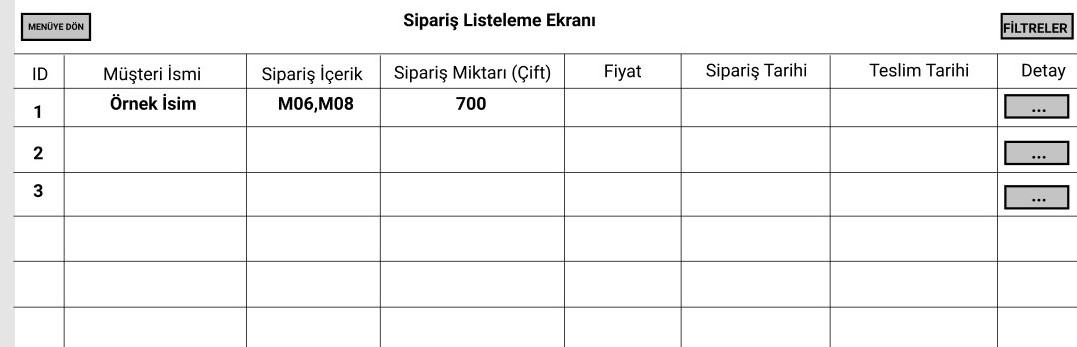 MENÜYE DÖN
Sipariş Listeleme Ekranı
FİLTRELER
ID Müşteri İsmi Sipariş İçerik Sipariş Miktarı (Çift) Fiyat Sipariş Tarihi Teslim Tarihi Detay
1 Örnek İsim M06,M08 700 ...
2 ...
3 ...